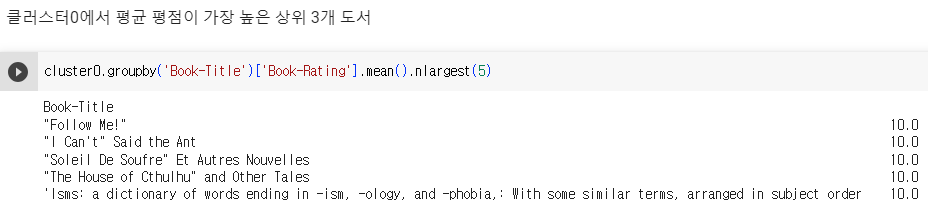 클러스터0에서 평균 평점이 가장 높은 상위 3개 도서
cluster0.groupby('Book-Title')['Book-Rating'].mean().nlargest(5)
Book-Title
"Follow Me!" 10.0
"I Can't" Said the Ant 10.0
"Soleil De Soufre" Et Autres Nouvelles 10.0
"The House of Cthulhu" and Other Tales 10.0
'Isms: a dictionary of words ending in -ism, -ology, and -phobia,: With some similar terms, arranged in subject order 10.0